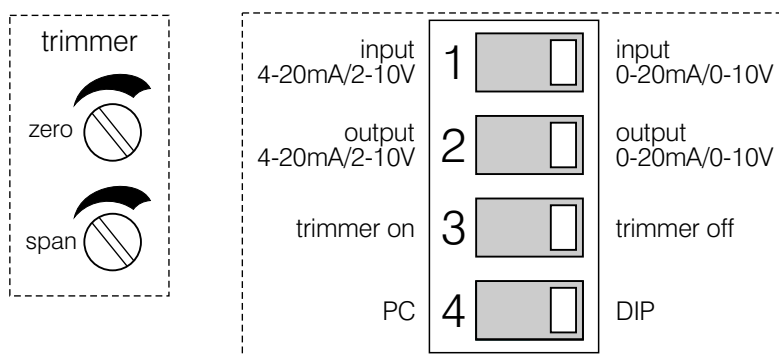 trimmer
zero
span
input
4-20mA/2-10V
1
input
0-20mA/0-10V
output
4-20mA/2-10V
2
output
0-20mA/0-10V
trimmer on
3
trimmer off
PC
4
DIP